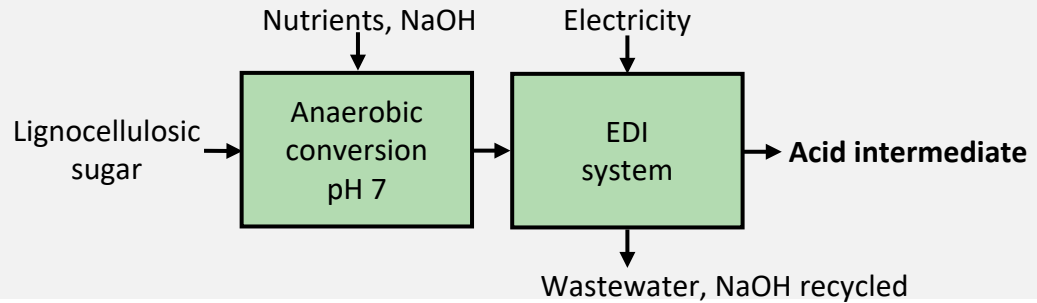 Nutrients, NaOH
Electricity
Lignocellulosic
sugar
Anaerobic
conversion
pH 7
EDI
system
Acid intermediate
Wastewater, NaOH recycled